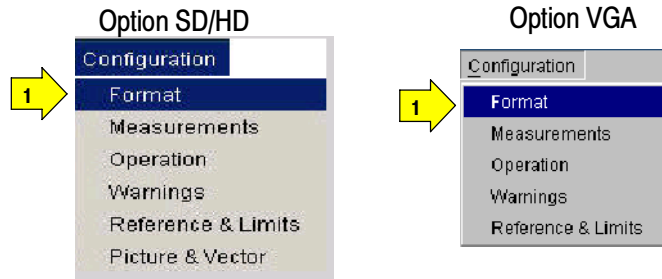 Option SD/HD
Configuration
1
Format
Measurements
Operation
Warnings
Reference & Limits
Picture & Vector
Option VGA
Configuration
1
Format
Measurements
Operation
Warnings
Reference & Limits